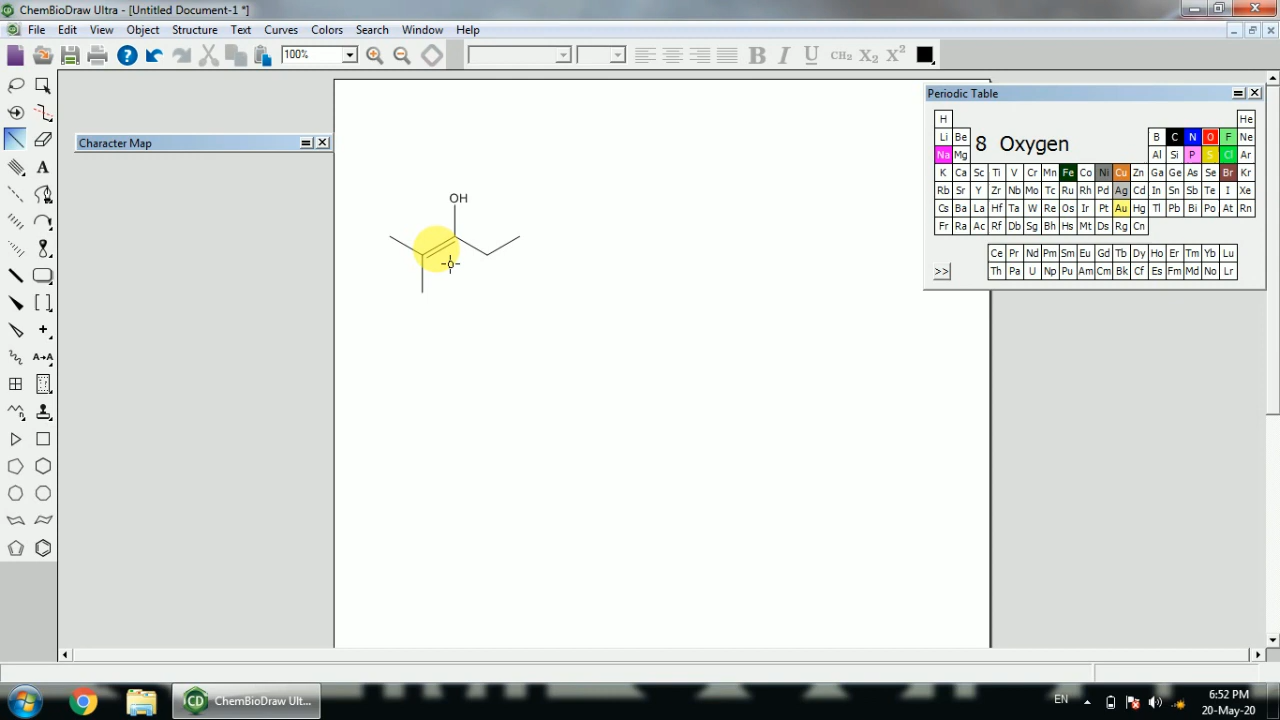 ChemBioDraw Ultra - [Untitled Document-1 *]
File Edit View Object Structure Text Curves Colors Search Window Help
100% B I U CH2 X2 X2
Periodic Table
Character Map
H He
Li Be 8 Oxygen B C N O F Ne
Na Mg Al Si P S Cl Ar
K Ca Sc Ti V Cr Mn Fe Co Ni Cu Zn Ga Ge As Se Br Kr
Rb Sr Y Zr Nb Mo Tc Ru Rh Pd Ag Cd In Sn Sb Te I Xe
Cs Ba La Hf Ta W Re Os Ir Pt Au Hg Tl Pb Bi Po At Rn
Fr Ra Ac Rf Db Sg Bh Hs Mt Ds Rg Cn
Ce Pr Nd Pm Sm Eu Gd Tb Dy Ho Er Tm Yb Lu
>> Th Pa U Np Pu Am Cm Bk Cf Es Fm Md No Lr
A
A→A
OH
ChemBioDraw Ult...
EN
6:52 PM
20-May-20